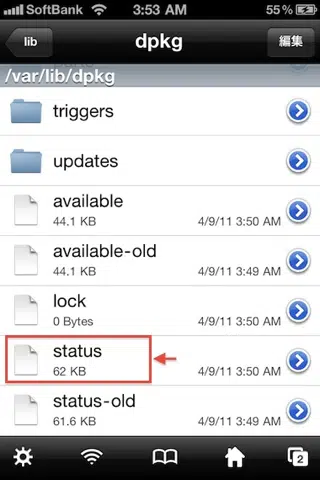 SoftBank 3:53 AM 55%
lib dpkg 編集
/var/lib/dpkg
triggers
updates
available
44.1 KB 4/9/11 3:50 AM
available-old
44.1 KB 4/9/11 3:49 AM
lock
0 Bytes 4/9/11 3:50 AM
status
62 KB 4/9/11 3:50 AM
status-old
61.6 KB 4/9/11 3:49 AM
2